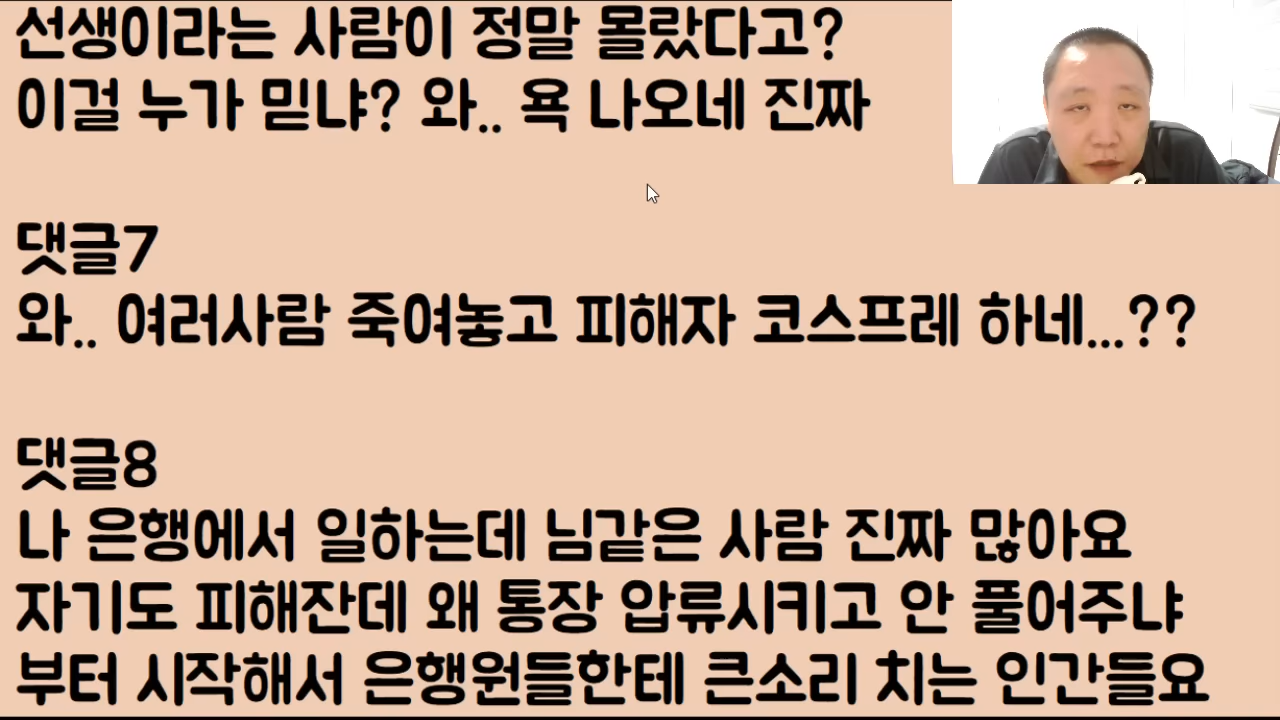 선생이라는 사람이 정말 몰랐다고?
이걸 누가 믿냐? 와.. 욕 나오네 진짜
댓글7
와.. 여러사람 죽여놓고 피해자 코스프레 하네...??
댓글8
나 은행에서 일하는데 님같은 사람 진짜 많아요
자기도 피해잔데 왜 통장 압류시키고 안 풀어주냐
부터 시작해서 은행원들한테 큰소리 치는 인간들요